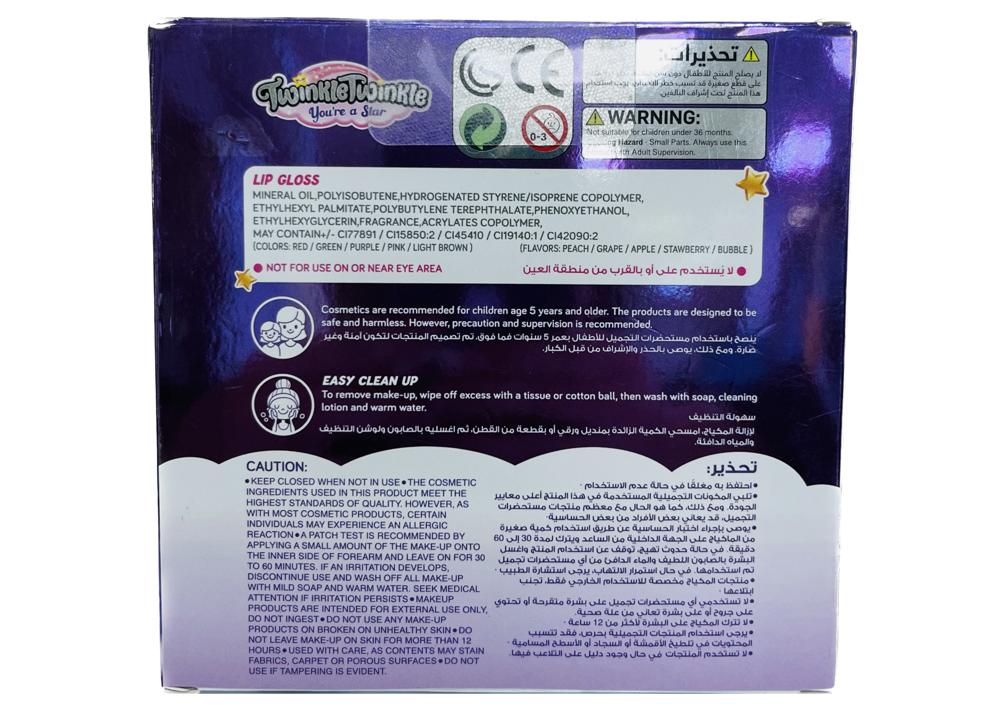 TwinkleTwinkle
You're a Star
CE
0-3
تحذيرات:
لا يصلح المنتج للأطفال دون
على قطع صغيرة قد تسبب خطر
هذا المنتج تحت إشراف البالغين.
WARNING:
Not suitable for children under 36 months.
Hazard - Small Parts. Always use this
Adult Supervision.
LIP GLOSS
MINERAL OIL,POLYISOBUTENE,HYDROGENATED STYRENE/ISOPRENE COPOLYMER,
ETHYLHEXYL PALMITATE,POLYBUTYLENE TEREPHTHALATE,PHENOXYETHANOL,
ETHYLHEXYGLYCERIN,FRAGRANCE,ACRYLATES COPOLYMER,
MAY CONTAIN+/- CI77891 / CI15850:2 / CI45410 / CI19140:1 / CI42090:2
(COLORS: RED / GREEN / PURPLE / PINK / LIGHT BROWN ) (FLAVORS: PEACH / GRAPE / APPLE / STAWBERRY / BUBBLE )
● NOT FOR USE ON OR NEAR EYE AREA
● لا يُستخدم على أو بالقرب من منطقة العين
Cosmetics are recommended for children age 5 years and older. The products are designed to be
safe and harmless. However, precaution and supervision is recommended.
يُنصح باستخدام مستحضرات التجميل للأطفال بعمر 5 سنوات فما فوق. تم تصميم المنتجات لتكون آمنة وغير
ضارة. ومع ذلك، يوصى بالحذر والإشراف من قبل الكبار.
EASY CLEAN UP
To remove make-up, wipe off excess with a tissue or cotton ball, then wash with soap, cleaning
lotion and warm water.
سهولة التنظيف
لإزالة المكياج، امسحي الكمية الزائدة بمنديل ورقي أو بقطعة من القطن، ثم اغسليه بالصابون ولوشن التنظيف
والمياه الدافئة.
CAUTION:
●KEEP CLOSED WHEN NOT IN USE●THE COSMETIC
INGREDIENTS USED IN THIS PRODUCT MEET THE
HIGHEST STANDARDS OF QUALITY. HOWEVER, AS
WITH MOST COSMETIC PRODUCTS, CERTAIN
INDIVIDUALS MAY EXPERIENCE AN ALLERGIC
REACTION●A PATCH TEST IS RECOMMENDED BY
APPLYING A SMALL AMOUNT OF THE MAKE-UP ONTO
THE INNER SIDE OF FOREARM AND LEAVE ON FOR 30
TO 60 MINUTES. IF AN IRRITATION DEVELOPS,
DISCONTINUE USE AND WASH OFF ALL MAKE-UP
WITH MILD SOAP AND WARM WATER. SEEK MEDICAL
ATTENTION IF IRRITATION PERSISTS●MAKEUP
PRODUCTS ARE INTENDED FOR EXTERNAL USE ONLY,
DO NOT INGEST●DO NOT USE ANY MAKE-UP
PRODUCTS ON BROKEN ON UNHEALTHY SKIN●DO
NOT LEAVE MAKE-UP ON SKIN FOR MORE THAN 12
HOURS●USED WITH CARE, AS CONTENTS MAY STAIN
FABRICS, CARPET OR POROUS SURFACES●DO NOT
USE IF TAMPERING IS EVIDENT.
تحذير:
●احتفظ به مغلقًا في حالة عدم الاستخدام.
●تلبي المكونات التجميلية المستخدمة في هذا المنتج أعلى معايير
الجودة. ومع ذلك، كما هو الحال مع معظم منتجات مستحضرات
التجميل، قد يعاني بعض الأفراد من بعض الحساسية.
●يوصى بإجراء اختبار الحساسية عن طريق استخدام كمية صغيرة
من الماكياج على الجهة الداخلية من الساعد ويترك لمدة 30 إلى 60
دقيقة. في حالة حدوث تهيج، توقف عن استخدام المنتج واغسل
البشرة بالصابون اللطيف والماء الدافئ من أي مستحضرات تجميل
تم استخدامها. في حال استمرار الالتهاب، يرجى استشارة الطبيب.
●منتجات المكياج مخصصة للاستخدام الخارجي فقط، تجنب
ابتلاعها.
●لا تستخدمي أي مستحضرات تجميل على بشرة متقرحة أو تحتوي
على جروح أو على بشرة تعاني من علة صحية.
●لا تترك المكياج على البشرة لأكثر من 12 ساعة.
●يرجى استخدام المنتجات التجميلية بحرص، فقد تتسبب
المحتويات في تلطيخ الأقمشة أو السجاد أو الأسطح المسامية.
●لا تستخدم المنتجات في حال وجود دليل على التلاعب فيها.